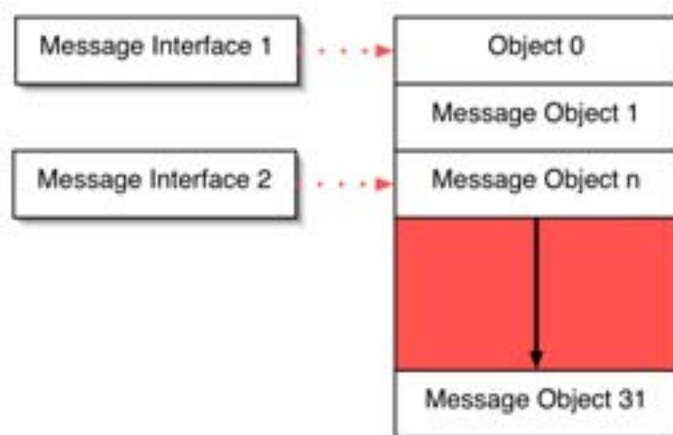 Message Interface 1
Object 0
Message Object 1
Message Interface 2
Message Object n
Message Object 31